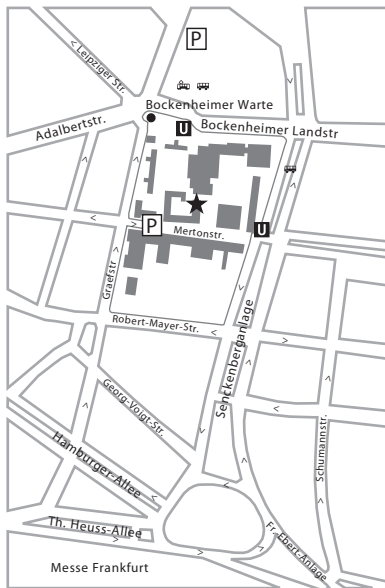 P
Leipziger Str.
Bockenheimer Warte
Adalbertstr.
U
Bockenheimer Landstr
P
Mertonstr.
U
Graefstr
Robert-Mayer-Str.
Senckenberganlage
Georg-Voigt-Str.
Schumannstr.
Hamburger-Allee
Th. Heuss-Allee
Fr. Ebert-Anlage
Messe Frankfurt